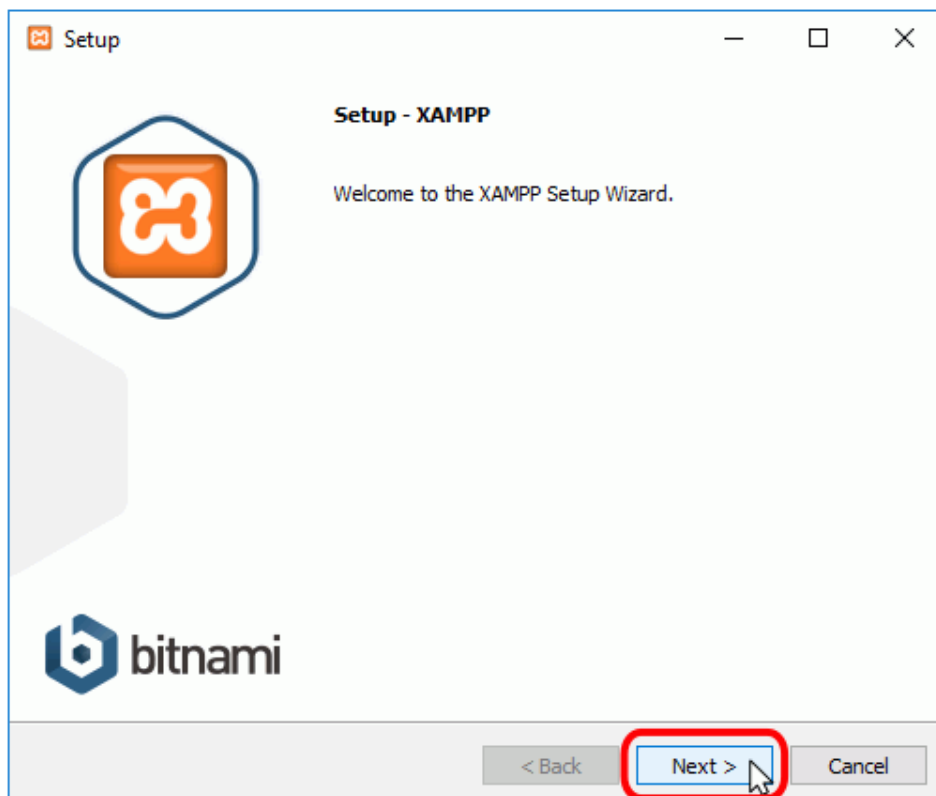 Setup
Setup - XAMPP
Welcome to the XAMPP Setup Wizard.
bitnami
< Back Next > Cancel